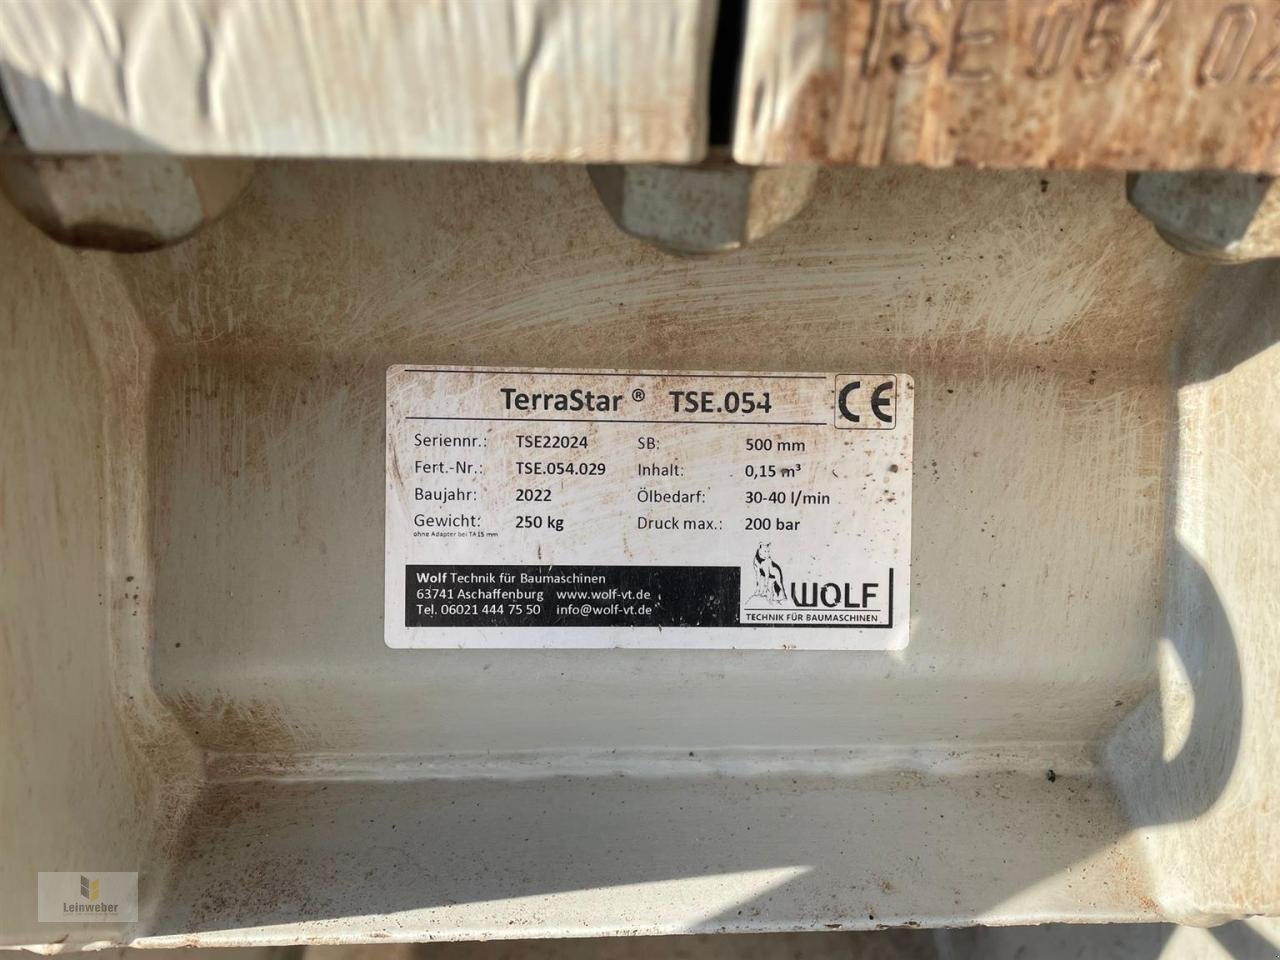 TSE 054 02
TerraStar ® TSE.054
CE
Seriennr.: TSE22024 SB: 500 mm
Fert.-Nr.: TSE.054.029 Inhalt: 0,15 m³
Baujahr: 2022 Ölbedarf: 30-40 l/min
Gewicht: 250 kg Druck max.: 200 bar
ohne Adapter bei TA 15 mm
Wolf Technik für Baumaschinen
63741 Aschaffenburg www.wolf-vt.de
Tel. 06021 444 75 50 info@wolf-vt.de
WOLF
TECHNIK FÜR BAUMASCHINEN
Leinweber